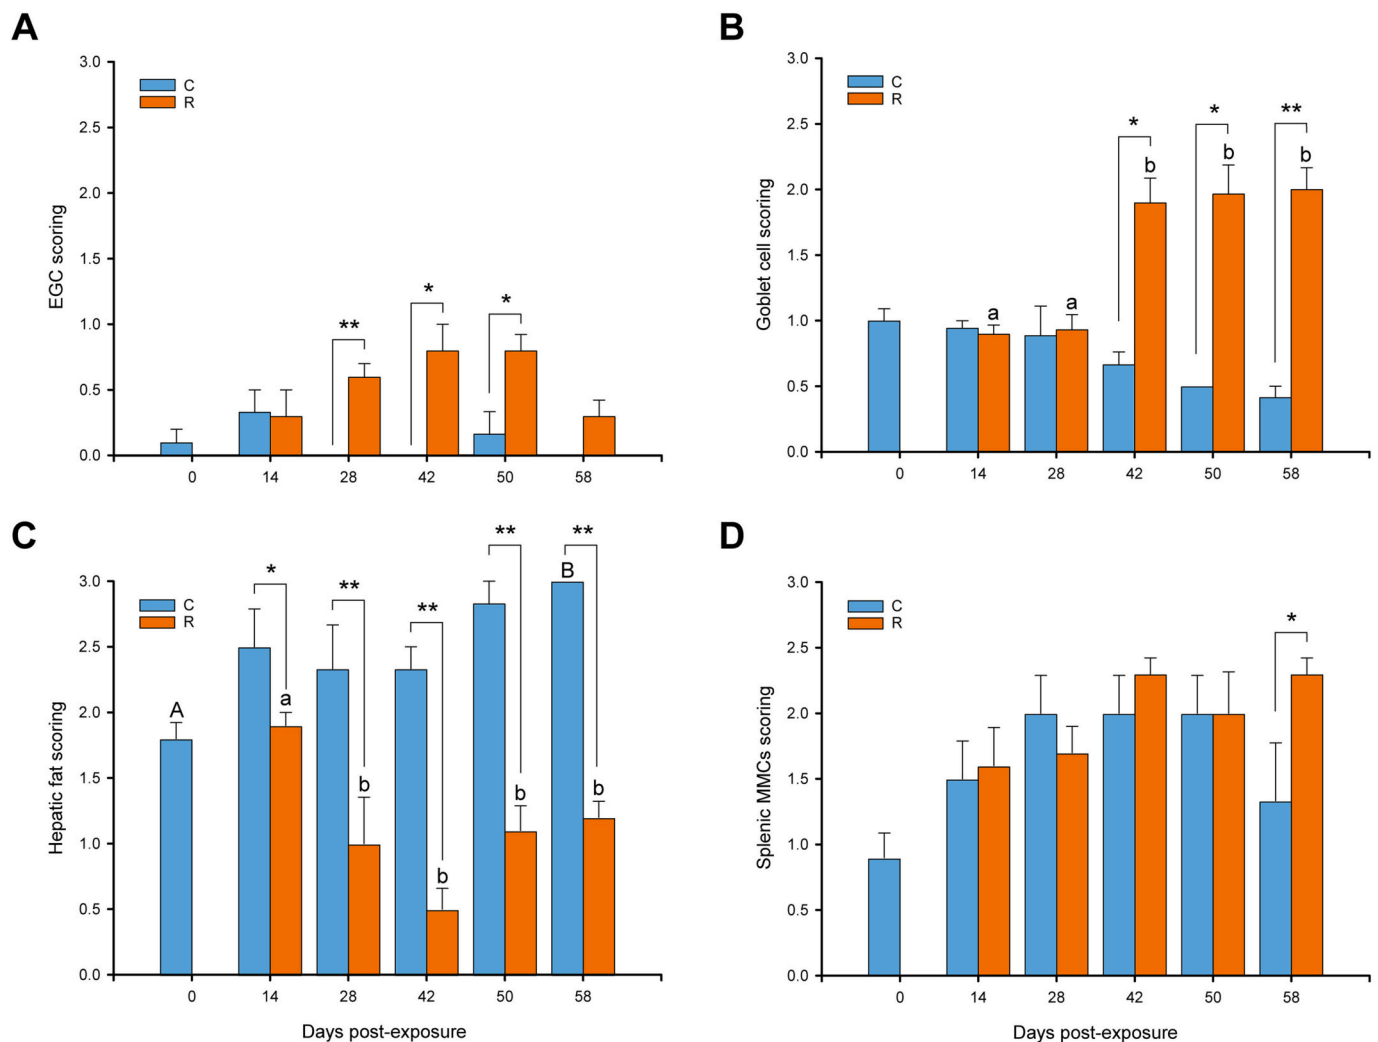 A
3.0
2.5
2.0
1.5
1.0
0.5
0.0
EGC scoring
C
R
**
*
*
0 14 28 42 50 58
B
3.0
2.5
2.0
1.5
1.0
0.5
0.0
Goblet cell scoring
C
R
* * **
b b b
a a
0 14 28 42 50 58
C
3.0
2.5
2.0
1.5
1.0
0.5
0.0
Hepatic fat scoring
C
R
* ** ** ** **
A a b b b B b
0 14 28 42 50 58
Days post-exposure
D
3.0
2.5
2.0
1.5
1.0
0.5
0.0
Splenic MMCs scoring
C
R
*
0 14 28 42 50 58
Days post-exposure